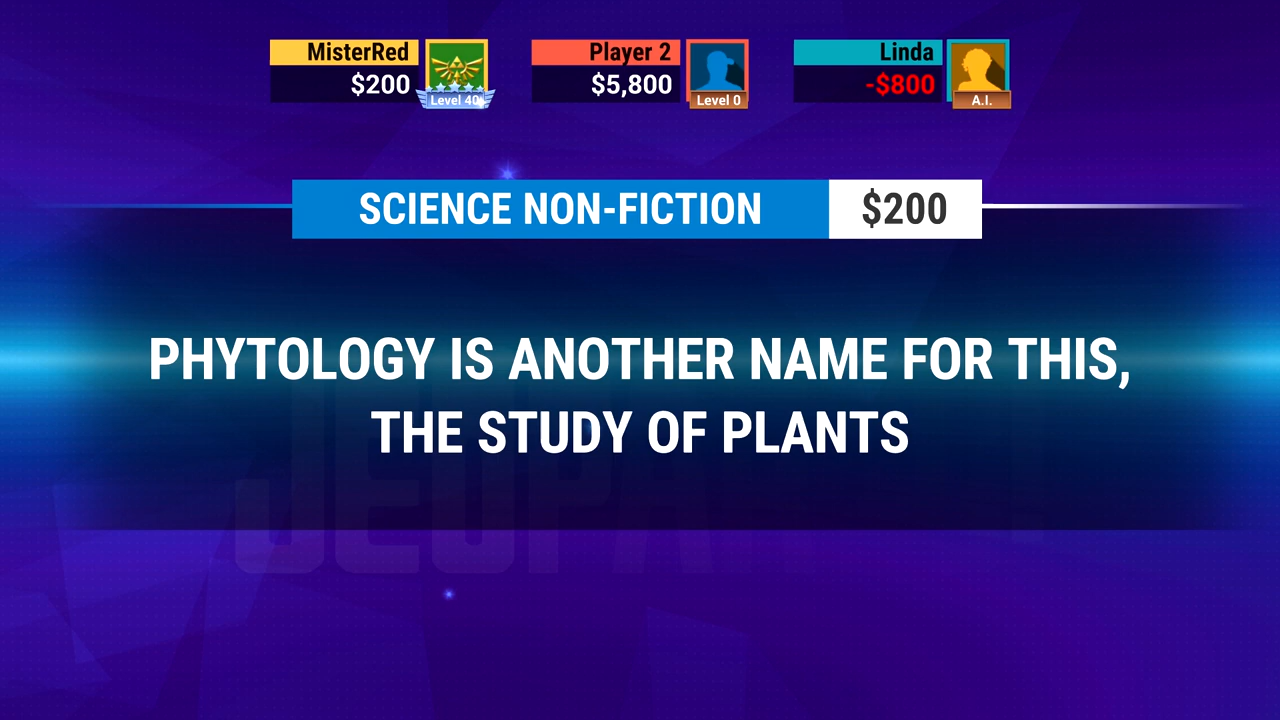 MisterRed
$200
Level 40
Player 2
$5,800
Level 0
Linda
-$800
A.I.
SCIENCE NON-FICTION
$200
PHYTOLOGY IS ANOTHER NAME FOR THIS,
THE STUDY OF PLANTS